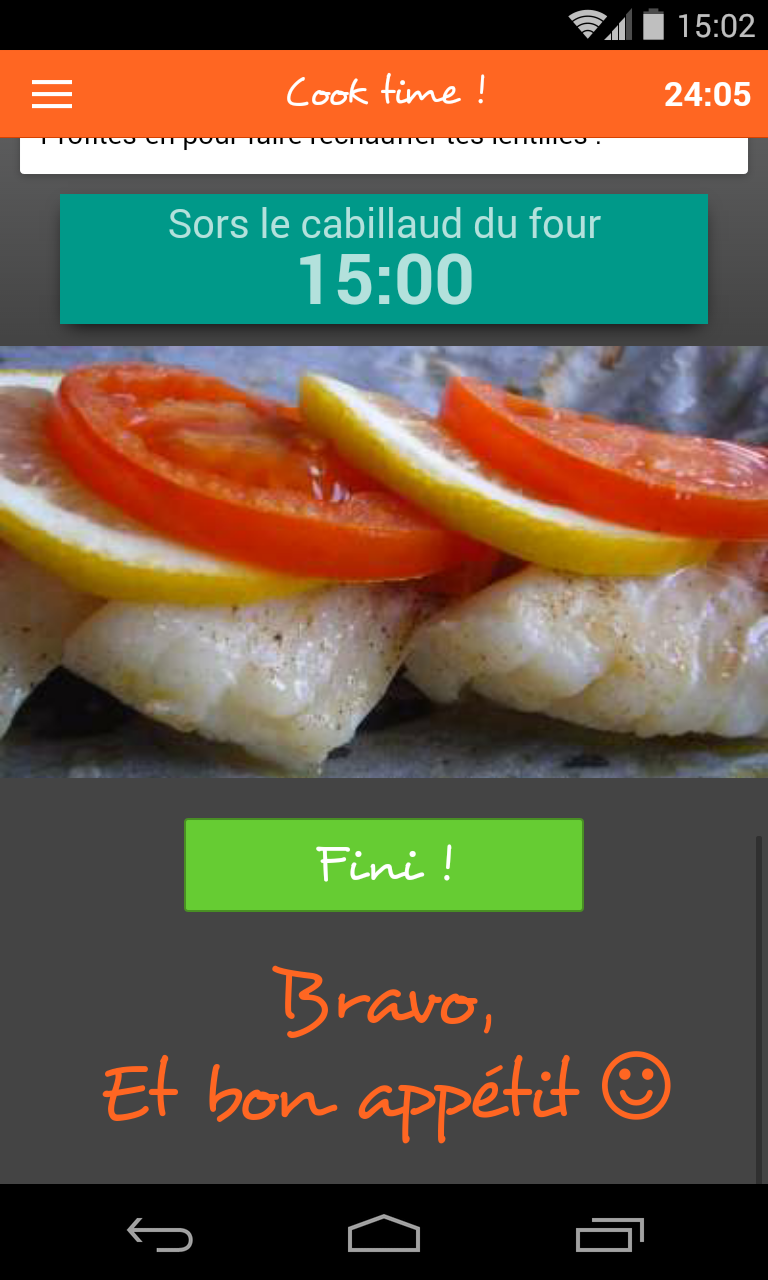 15:02
Cook time !
24:05
Profites en pour faire réchauffer tes lentilles !
Sors le cabillaud du four
15:00
Fini !
Bravo,
Et bon appétit ☺